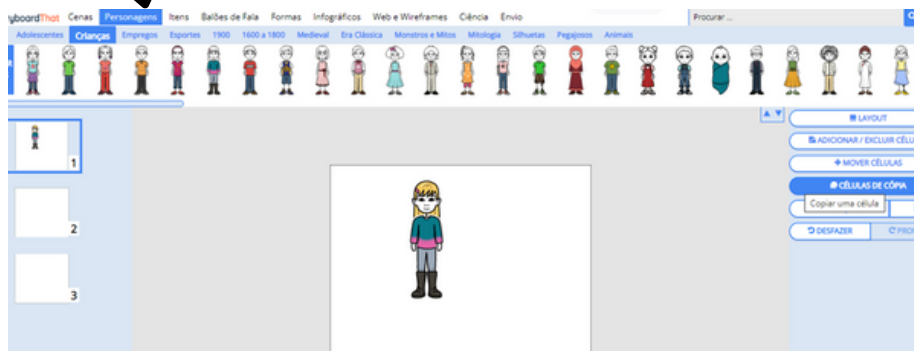 yboardThat Cenas Personagens Itens Balões de Fala Formas Infográficos Web e Wireframes Ciência Envio Procurar ...
Adolescentes Crianças Empregos Esportes 1900 1600 a 1800 Medieval Era Clássica Monstros e Mitos Mitologia Silhuetas Pegajosos Animais
R
LAYOUT
ADICIONAR / EXCLUIR CÉLU
1
MOVER CÉLULAS
CÉLULAS DE CÓPIA
Copiar uma célula
2
DESFAZER
3